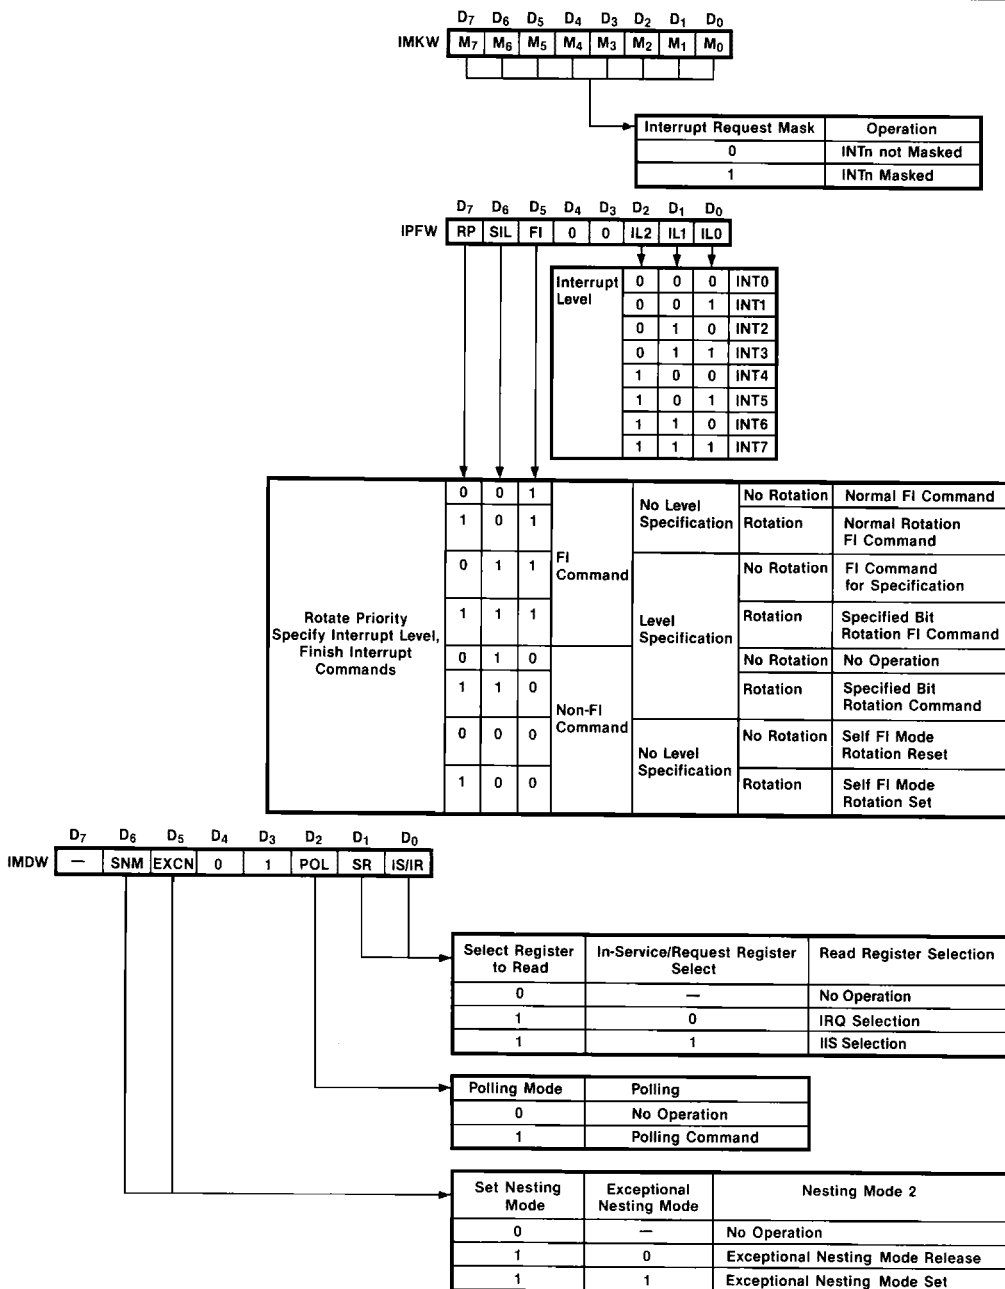 D7 D6 D5 D4 D3 D2 D1 D0
IMKW M7 M6 M5 M4 M3 M2 M1 M0
Interrupt Request Mask Operation
0 INTn not Masked
1 INTn Masked
D7 D6 D5 D4 D3 D2 D1 D0
IPFW RP SIL FI 0 0 IL2 IL1 IL0
Interrupt Level
0 0 0 INT0
0 0 1 INT1
0 1 0 INT2
0 1 1 INT3
1 0 0 INT4
1 0 1 INT5
1 1 0 INT6
1 1 1 INT7
Rotate Priority
Specify Interrupt Level,
Finish Interrupt
Commands
FI Command
Non-FI Command
No Level Specification
Level Specification
No Level Specification
0 0 1 No Rotation Normal FI Command
1 0 1 Rotation Normal Rotation FI Command
0 1 1 No Rotation FI Command for Specification
1 1 1 Rotation Specified Bit Rotation FI Command
0 1 0 No Rotation No Operation
1 1 0 Rotation Specified Bit Rotation Command
0 0 0 No Rotation Self FI Mode Rotation Reset
1 0 0 Rotation Self FI Mode Rotation Set
D7 D6 D5 D4 D3 D2 D1 D0
IMDW — SNM EXCN 0 1 POL SR IS/IR
Select Register to Read In-Service/Request Register Select Read Register Selection
0 — No Operation
1 0 IRQ Selection
1 1 IIS Selection
Polling Mode Polling
0 No Operation
1 Polling Command
Set Nesting Mode Exceptional Nesting Mode Nesting Mode 2
0 — No Operation
1 0 Exceptional Nesting Mode Release
1 1 Exceptional Nesting Mode Set